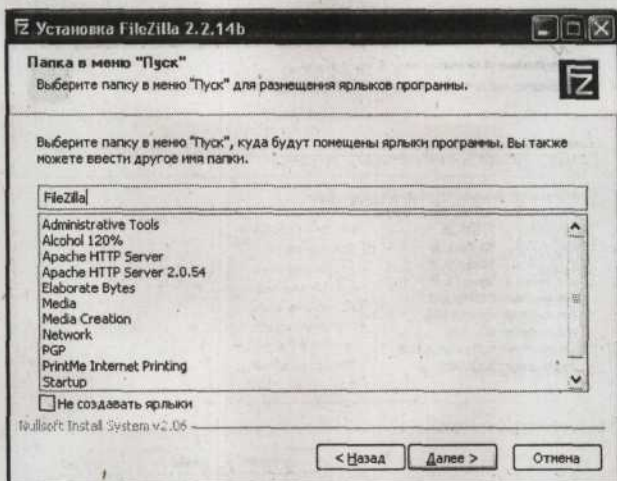 FZ Установка FileZilla 2.2.14b
Папка в меню "Пуск"
Выберите папку в меню "Пуск" для размещения ярлыков программы.
FZ
Выберите папку в меню "Пуск", куда будут помещены ярлыки программы. Вы также
можете ввести другое имя папки.
FileZilla
Administrative Tools
Alcohol 120%
Apache HTTP Server
Apache HTTP Server 2.0.54
Elaborate Bytes
Media
Media Creation
Network
PGP
PrintMe Internet Printing
Startup
Не создавать ярлыки
Nullsoft Install System v2.06
< Назад Далее > Отмена